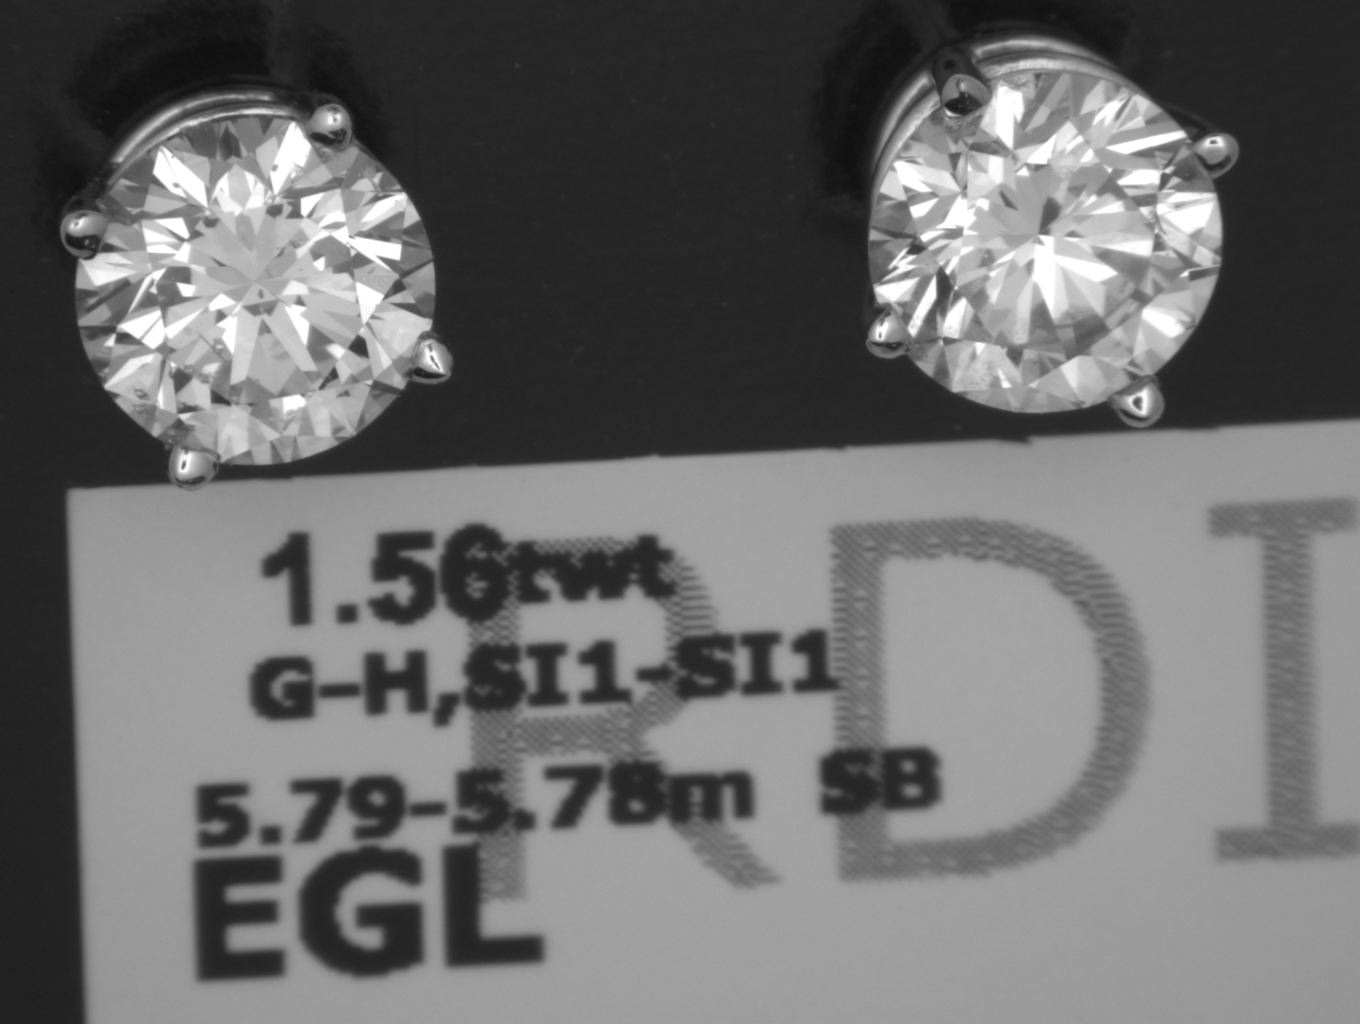 1.56twt
G-H,SI1-SI1
5.79-5.78m SB
EGL
RDI